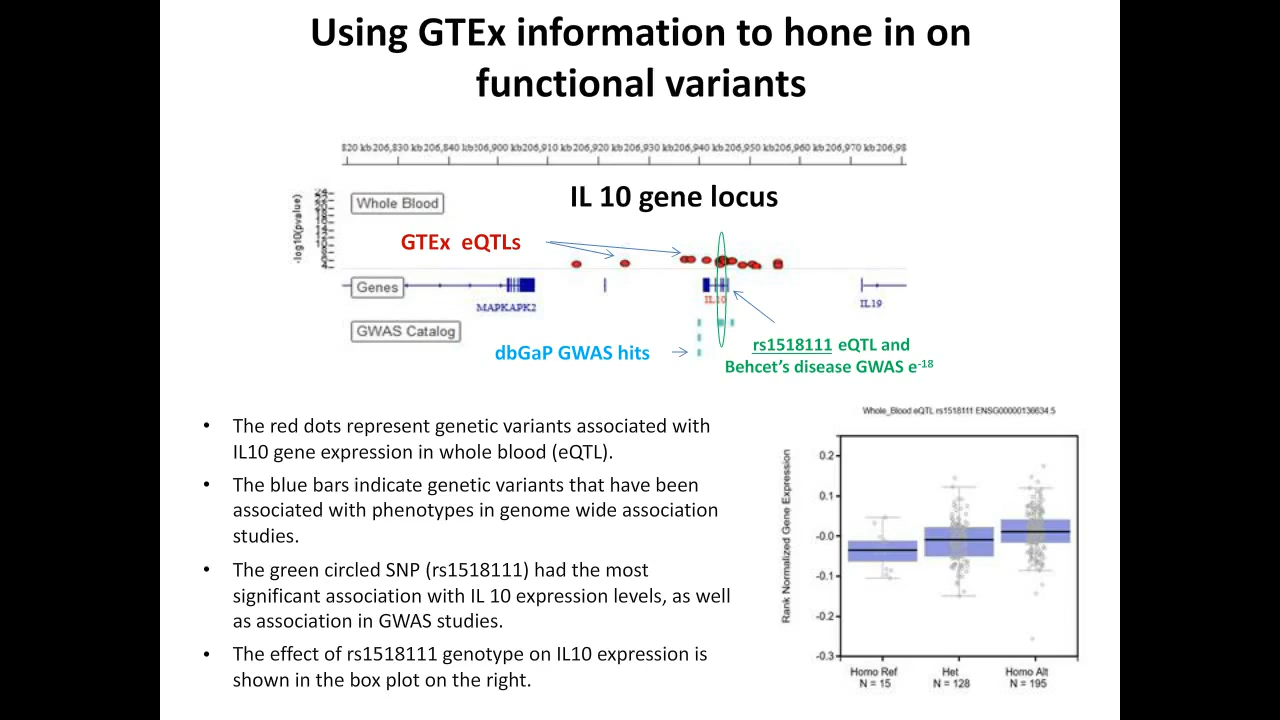 Using GTEx information to hone in on
functional variants
820 kb 206,830 kb 206,840 kb 206,900 kb 206,910 kb 206,920 kb 206,930 kb 206,940 kb 206,950 kb 206,960 kb 206,970 kb 206,98
-log10(pvalue)
Whole Blood
IL 10 gene locus
GTEx eQTLs
Genes
MAPKAPK2
IL10
IL19
GWAS Catalog
dbGaP GWAS hits
rs1518111 eQTL and
Behcet's disease GWAS e-18
• The red dots represent genetic variants associated with
IL10 gene expression in whole blood (eQTL).
• The blue bars indicate genetic variants that have been
associated with phenotypes in genome wide association
studies.
• The green circled SNP (rs1518111) had the most
significant association with IL 10 expression levels, as well
as association in GWAS studies.
• The effect of rs1518111 genotype on IL10 expression is
shown in the box plot on the right.
Whole_Blood eQTL rs1518111 ENSG00000136634.5
Rank Normalized Gene Expression
0.2
0.1
-0.0
-0.1
-0.2
-0.3
Homo Ref Het Homo Alt
N = 15 N = 128 N = 195